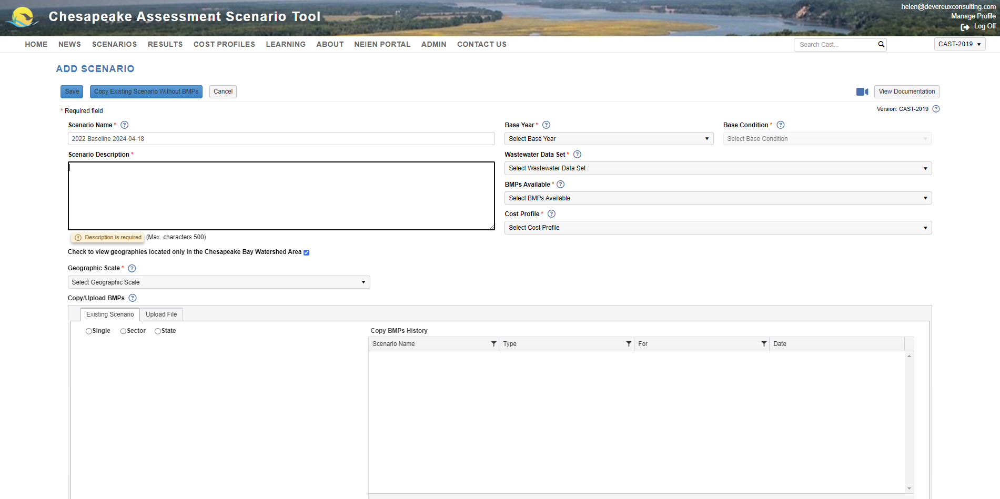 Chesapeake Assessment Scenario Tool
helen@devereuxconsulting.com
Manage Profile
Log Off
HOME NEWS SCENARIOS RESULTS COST PROFILES LEARNING ABOUT NEIEN PORTAL ADMIN CONTACT US
Search Cast...
CAST-2019
ADD SCENARIO
Save Copy Existing Scenario Without BMPs Cancel
View Documentation
* Required field
Version: CAST-2019 ?
Scenario Name * ?
2022 Baseline 2024-04-18
Base Year * ?
Select Base Year
Base Condition * ?
Select Base Condition
Scenario Description *
Wastewater Data Set * ?
Select Wastewater Data Set
BMPs Available * ?
Select BMPs Available
Cost Profile * ?
Select Cost Profile
Description is required (Max. characters 500)
Check to view geographies located only in the Chesapeake Bay Watershed Area
Geographic Scale * ?
Select Geographic Scale
Copy/Upload BMPs ?
Existing Scenario Upload File
Single Sector State
Copy BMPs History
Scenario Name Type For Date